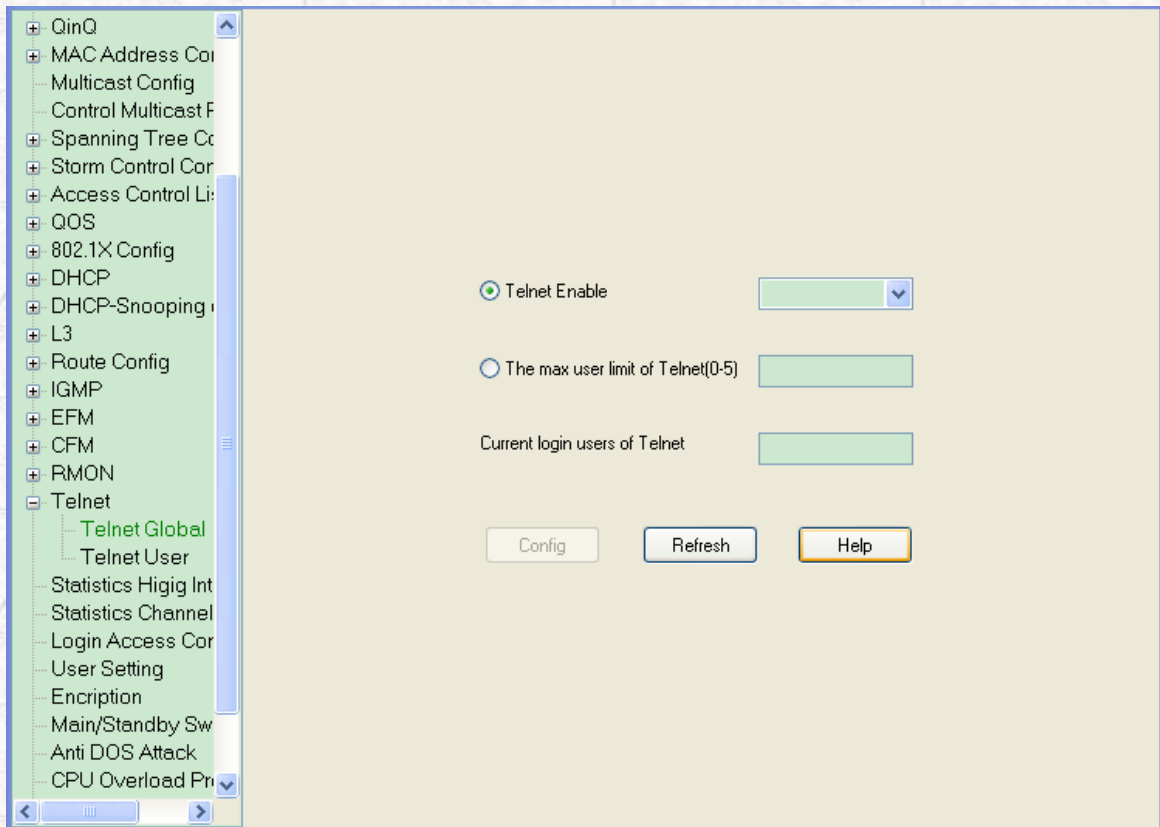 QinQ
MAC Address Co
Multicast Config
Control Multicast
Spanning Tree C
Storm Control Con
Access Control Li
QOS
802.1X Config
DHCP
DHCP-Snooping
L3
Route Config
IGMP
EFM
CFM
RMON
Telnet
Telnet Global
Telnet User
Statistics Higig Int
Statistics Channel
Login Access Con
User Setting
Encription
Main/Standby Sw
Anti DOS Attack
CPU Overload Pr
Telnet Enable
The max user limit of Telnet(0-5)
Current login users of Telnet
Config Refresh Help